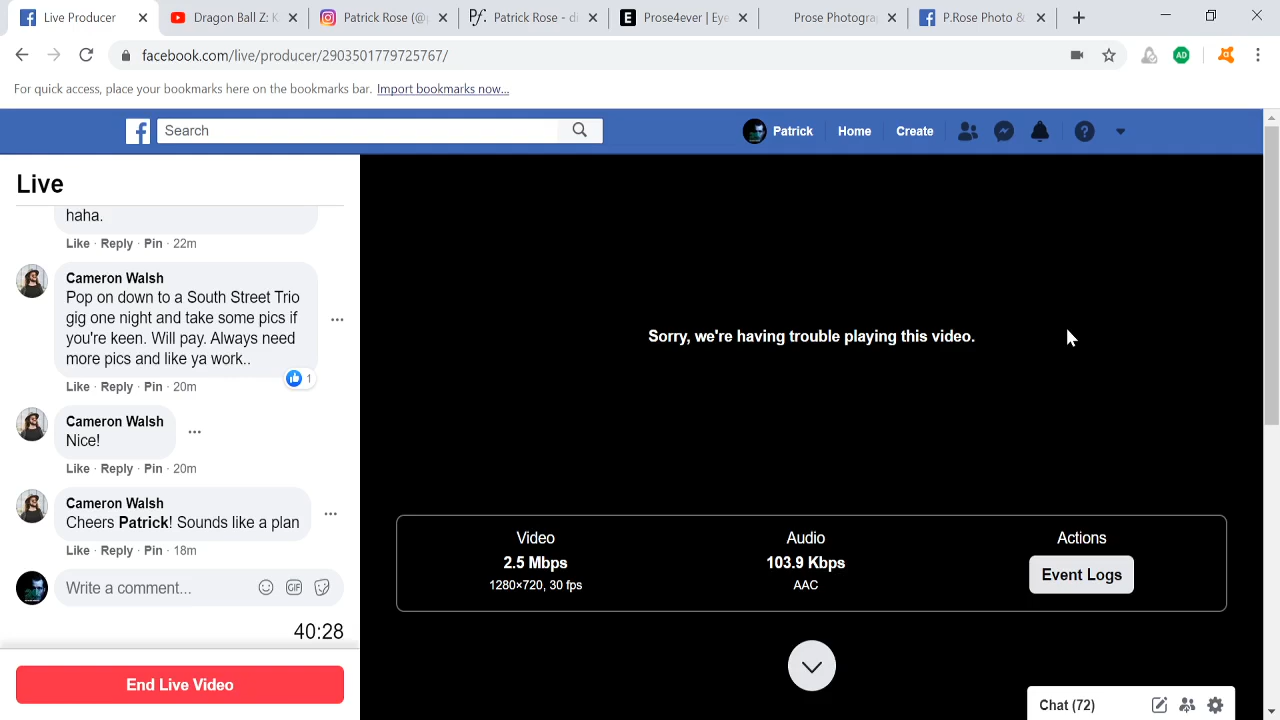 Live Producer
Dragon Ball Z: K
Patrick Rose (@p
Patrick Rose - di
Prose4ever | Eye
Prose Photograp
P.Rose Photo &
facebook.com/live/producer/2903501779725767/
For quick access, place your bookmarks here on the bookmarks bar. Import bookmarks now...
Search
Patrick
Home
Create
Live
haha.
Like · Reply · Pin · 22m
Cameron Walsh
Pop on down to a South Street Trio
gig one night and take some pics if
you're keen. Will pay. Always need
more pics and like ya work..
1
Like · Reply · Pin · 20m
Cameron Walsh
Nice!
Like · Reply · Pin · 20m
Cameron Walsh
Cheers Patrick! Sounds like a plan
Like · Reply · Pin · 18m
Write a comment...
GIF
40:28
End Live Video
Sorry, we're having trouble playing this video.
Video
2.5 Mbps
1280×720, 30 fps
Audio
103.9 Kbps
AAC
Actions
Event Logs
Chat (72)